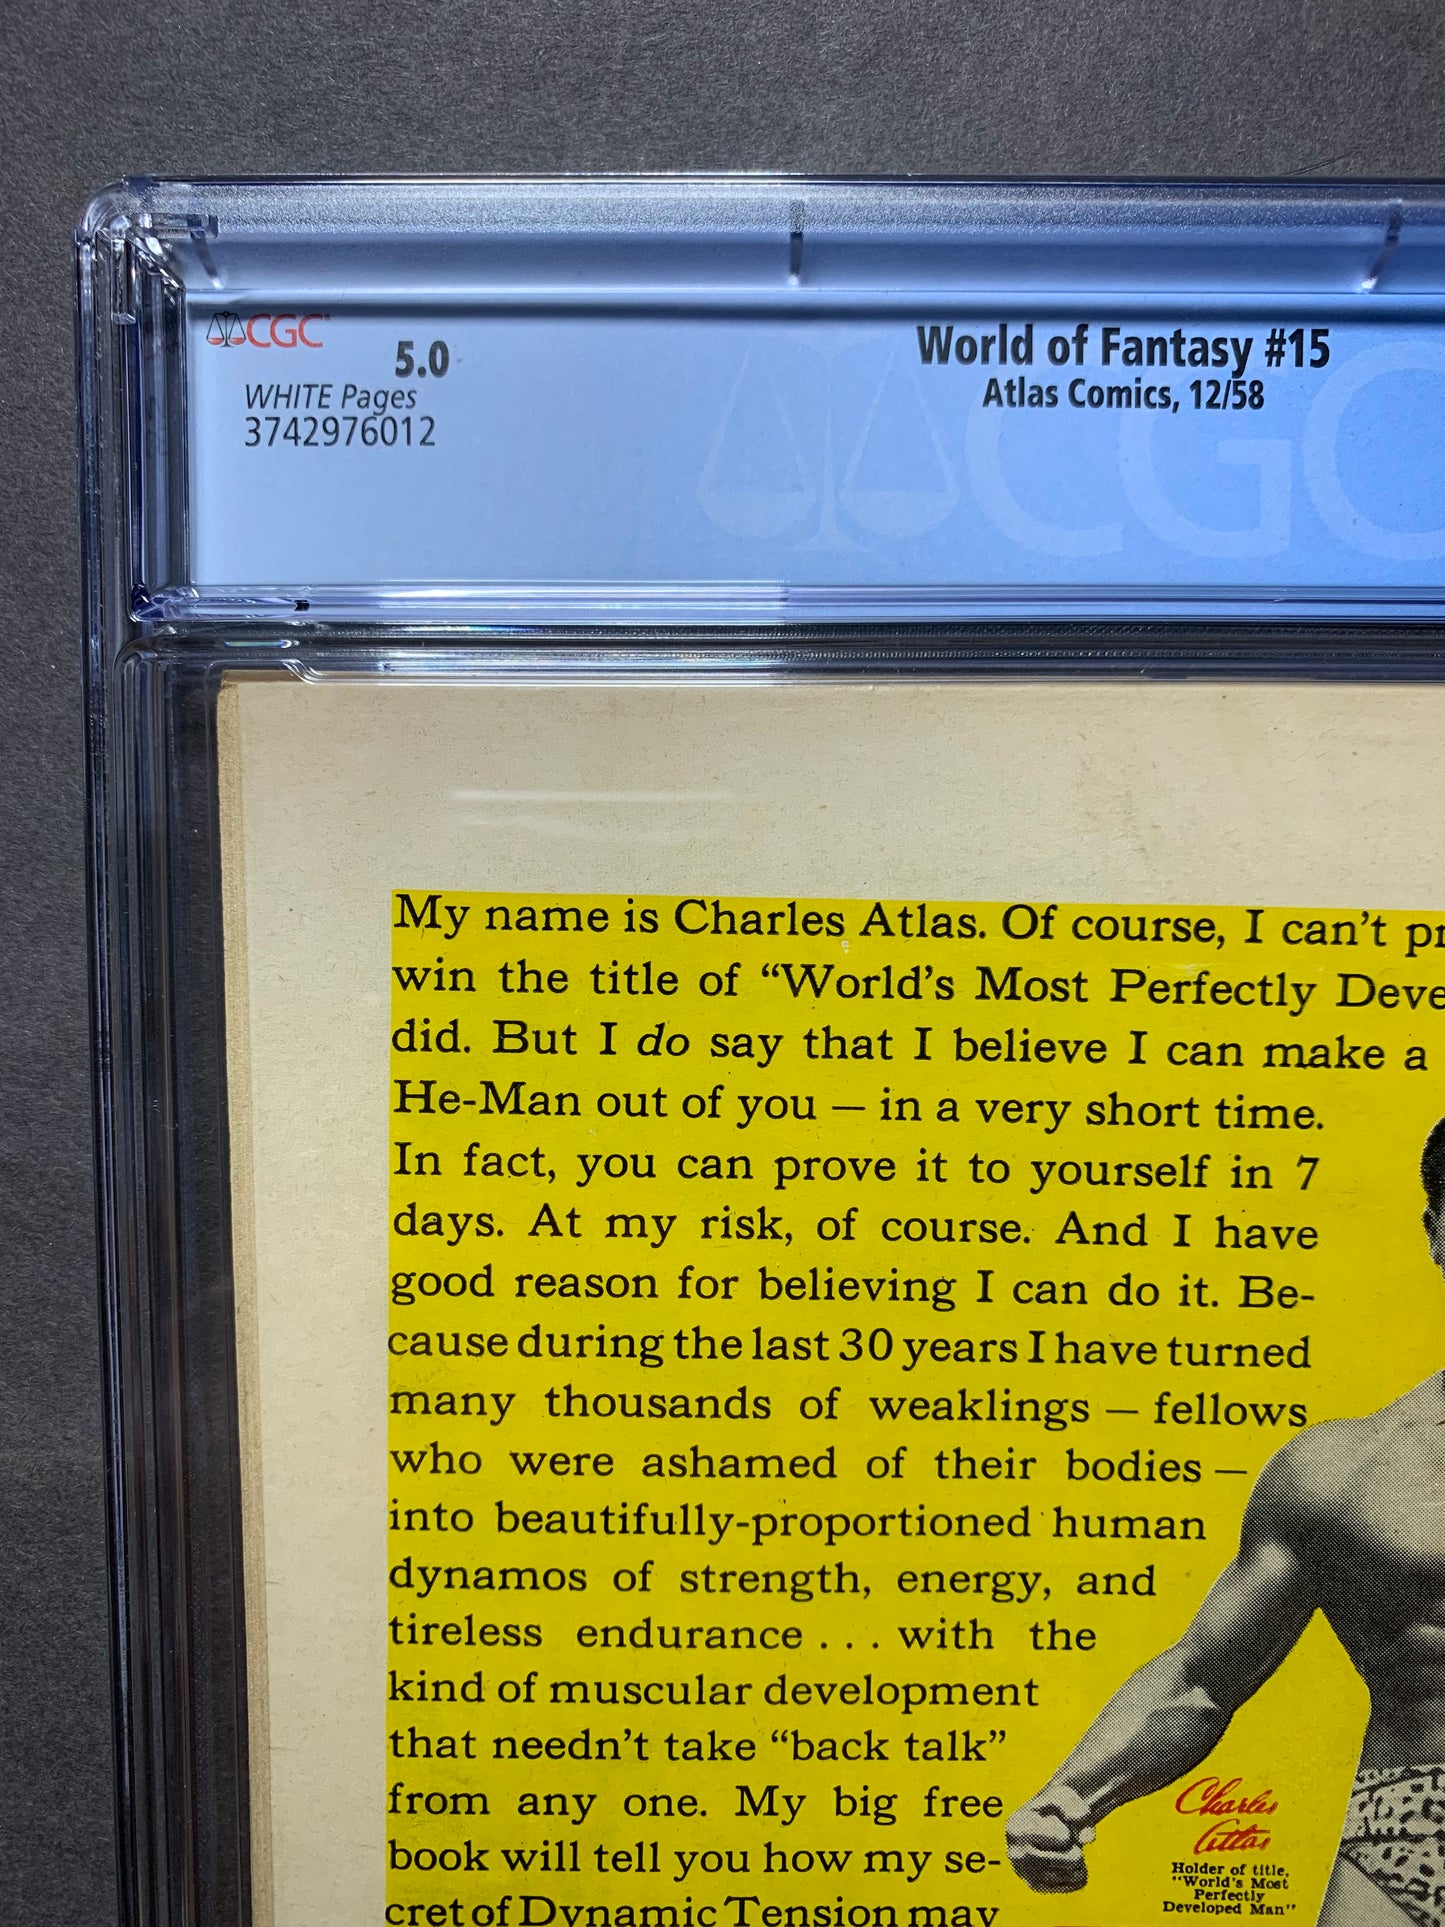 CGC
5.0
WHITE Pages
3742976012
World of Fantasy #15
Atlas Comics, 12/58
CGC
My name is Charles Atlas. Of course, I can't
win the title of “World's Most Perfectly
did. But I do say that I believe I can make a
He-Man out of you — in a very short time.
In fact, you can prove it to yourself in 7
days. At my risk, of course. And I have
good reason for believing I can do it. Be-
cause during the last 30 years I have turned
many thousands of weaklings — fellows
who were ashamed of their bodies —
into beautifully-proportioned human
dynamos of strength, energy, and
tireless endurance . . . with the
kind of muscular development
that needn't take “back talk”
from any one. My big free
book will tell you how my se-
cret of Dynamic Tension may
Charles
Atlas
Holder of title,
"World's Most
Perfectly
Developed Man"